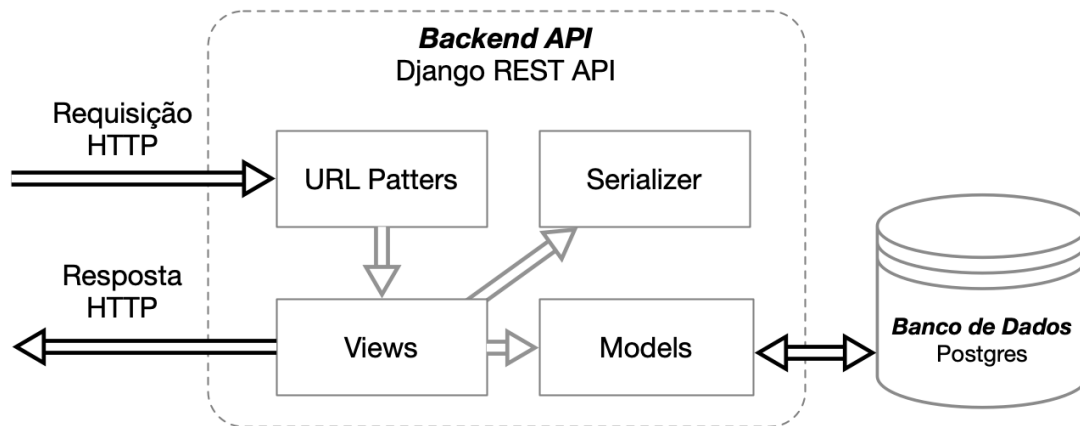 Backend API
Django REST API
Requisição
HTTP
URL Patters
Serializer
Resposta
HTTP
Views
Models
Banco de Dados
Postgres